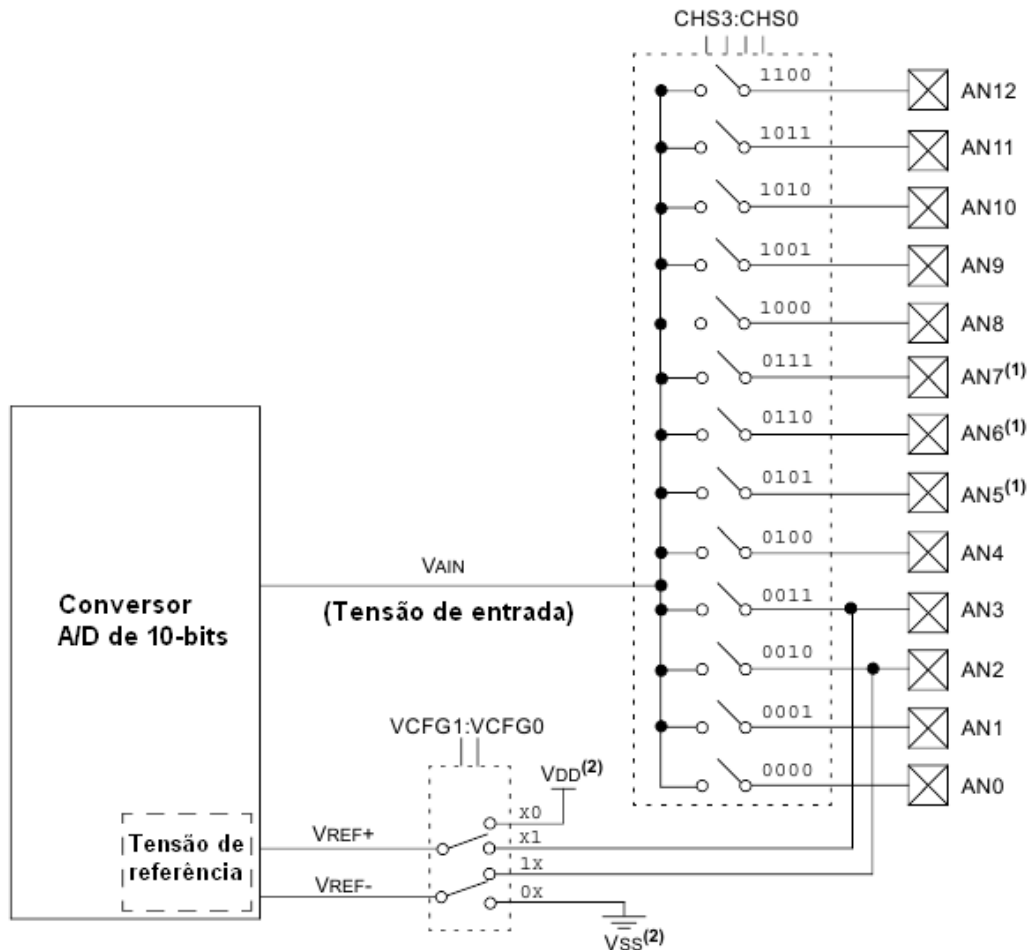 CHS3:CHS0
1100 AN12
1011 AN11
1010 AN10
1001 AN9
1000 AN8
0111 AN7(1)
0110 AN6(1)
0101 AN5(1)
0100 AN4
0011 AN3
0010 AN2
0001 AN1
0000 AN0
VAIN
(Tensão de entrada)
Conversor
A/D de 10-bits
VCFG1:VCFG0
VDD(2)
x0
x1
1x
0x
VREF+
VREF-
Tensão de
referência
VSS(2)